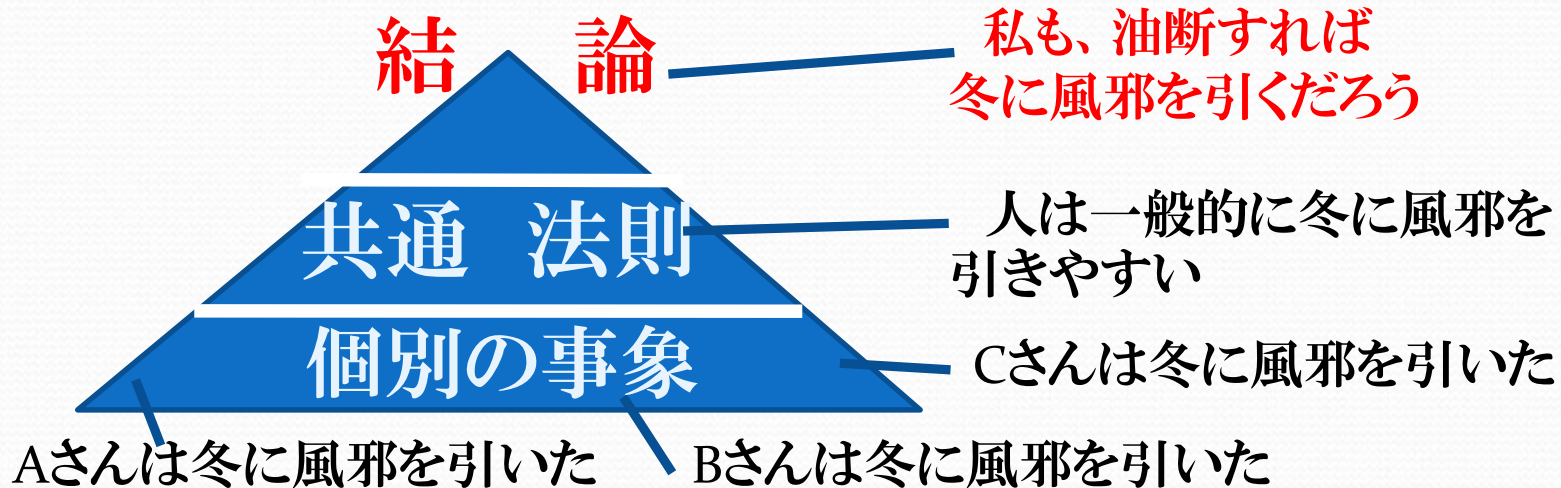 結 論
私も、油断すれば
冬に風邪を引くだろう
共通 法則
人は一般的に冬に風邪を
引きやすい
個別の事象
Cさんは冬に風邪を引いた
Aさんは冬に風邪を引いた
Bさんは冬に風邪を引いた